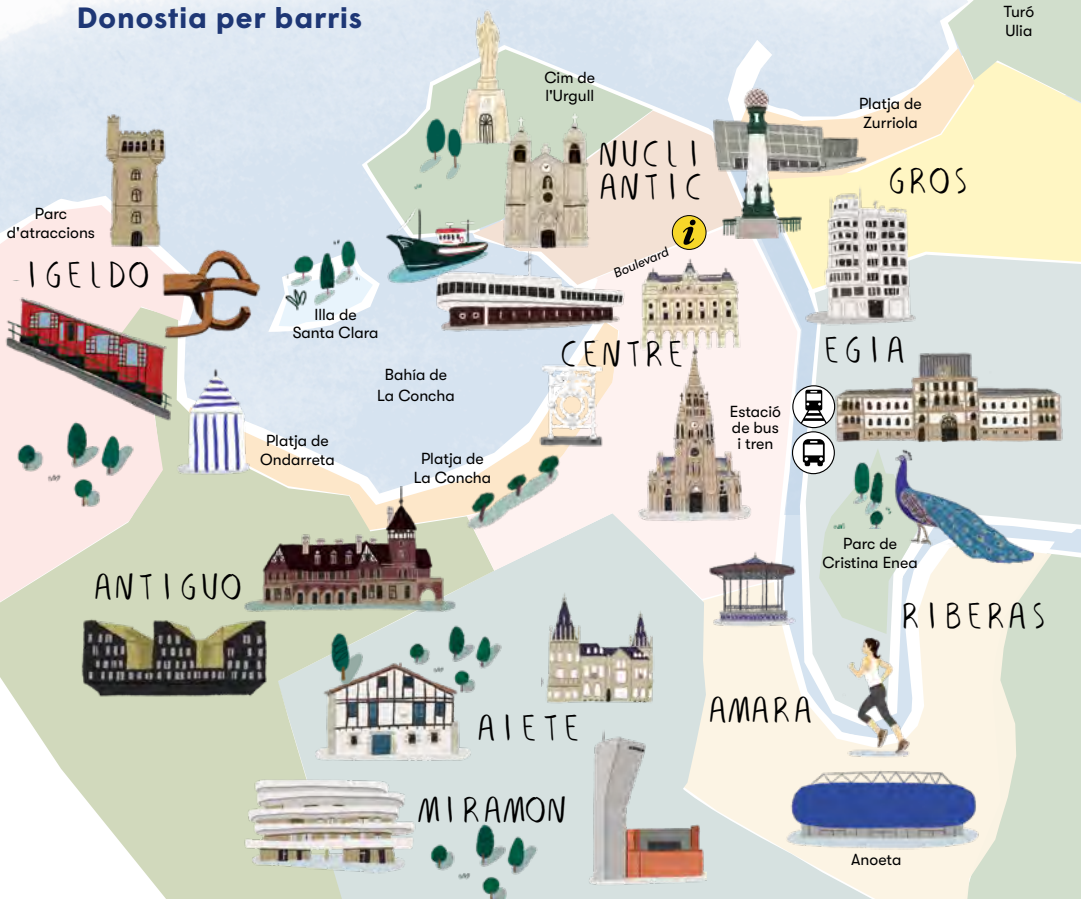 Donostia per barris
Turó
Ulia
Cim de
l'Urgull
Platja de
Zurriola
NUCLI
ANTIC
GROS
Parc
d'atraccions
IGELDO
i
Boulevard
Illa de
Santa Clara
CENTRE
EGIA
Bahía de
La Concha
Estació
de bus
i tren
Platja de
Ondarreta
Platja de
La Concha
Parc de
Cristina Enea
ANTIGUO
RIBERAS
AIETE
AMARA
MIRAMON
Anoeta